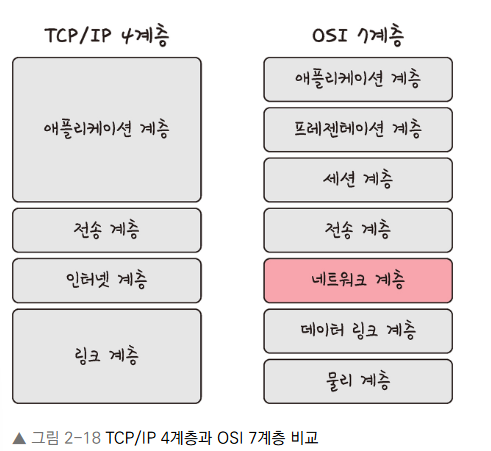 TCP/IP 4계층
애플리케이션 계층
전송 계층
인터넷 계층
링크 계층
OSI 7계층
애플리케이션 계층
프레젠테이션 계층
세션 계층
전송 계층
네트워크 계층
데이터 링크 계층
물리 계층
▲ 그림 2-18 TCP/IP 4계층과 OSI 7계층 비교